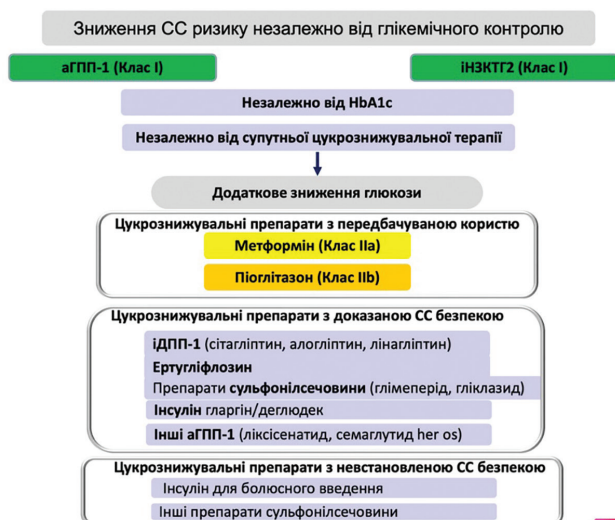 Зниження СС ризику незалежно від глікемічного контролю
аГПП-1 (Клас I)
іНЗКТГ2 (Клас I)
Незалежно від HbA1c
Незалежно від супутньої цукрознижувальної терапії
Додаткове зниження глюкози
Цукрознижувальні препарати з передбачуваною користю
Метформін (Клас IIa)
Піоглітазон (Клас IIb)
Цукрознижувальні препарати з доказаною СС безпекою
іДПП-1 (сітагліптин, алогліптин, лінагліптин)
Ертугліфлозин
Препарати сульфонілсечовини (глімеперід, гліклазид)
Інсулін гларгін/деглюдек
Інші аГПП-1 (ліксісенатид, семаглутид her os)
Цукрознижувальні препарати з невстановленою СС безпекою
Інсулін для болюсного введення
Інші препарати сульфонілсечовини